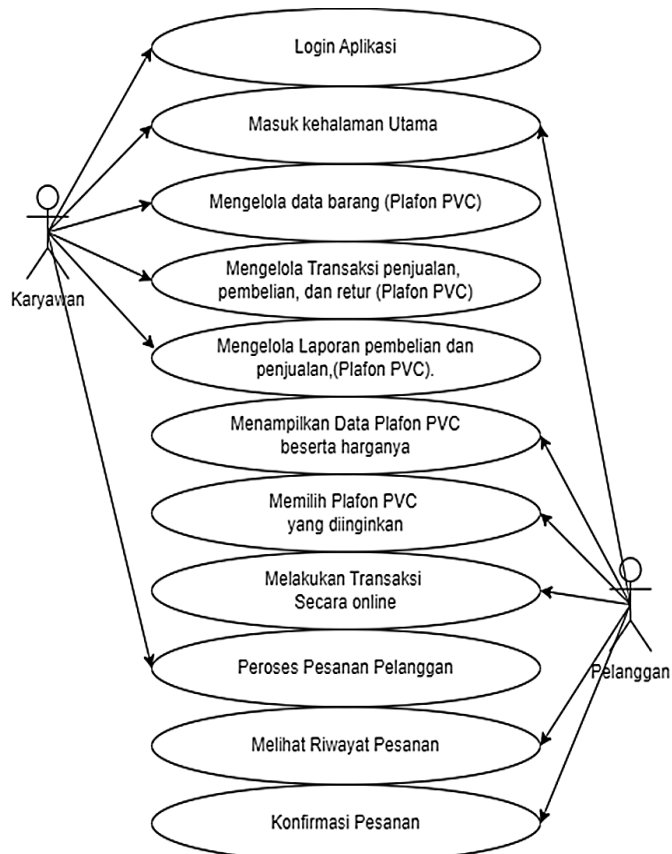 Login Aplikasi
Masuk kehalaman Utama
Mengelola data barang (Plafon PVC)
Karyawan
Mengelola Transaksi penjualan,
pembelian, dan retur (Plafon PVC)
Mengelola Laporan pembelian dan
penjualan,(Plafon PVC).
Menampilkan Data Plafon PVC
beserta harganya
Memilih Plafon PVC
yang diinginkan
Melakukan Transaksi
Secara online
Peroses Pesanan Pelanggan
Pelanggan
Melihat Riwayat Pesanan
Konfirmasi Pesanan